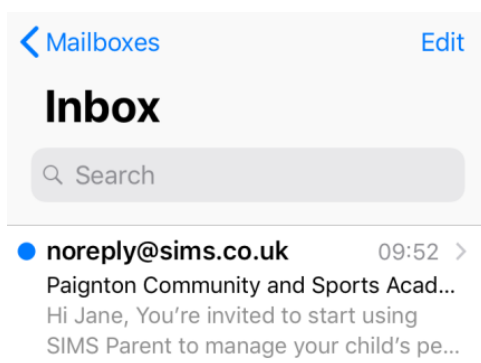 Mailboxes Edit
Inbox
Search
noreply@sims.co.uk 09:52
Paignton Community and Sports Acad...
Hi Jane, You’re invited to start using
SIMS Parent to manage your child’s pe...